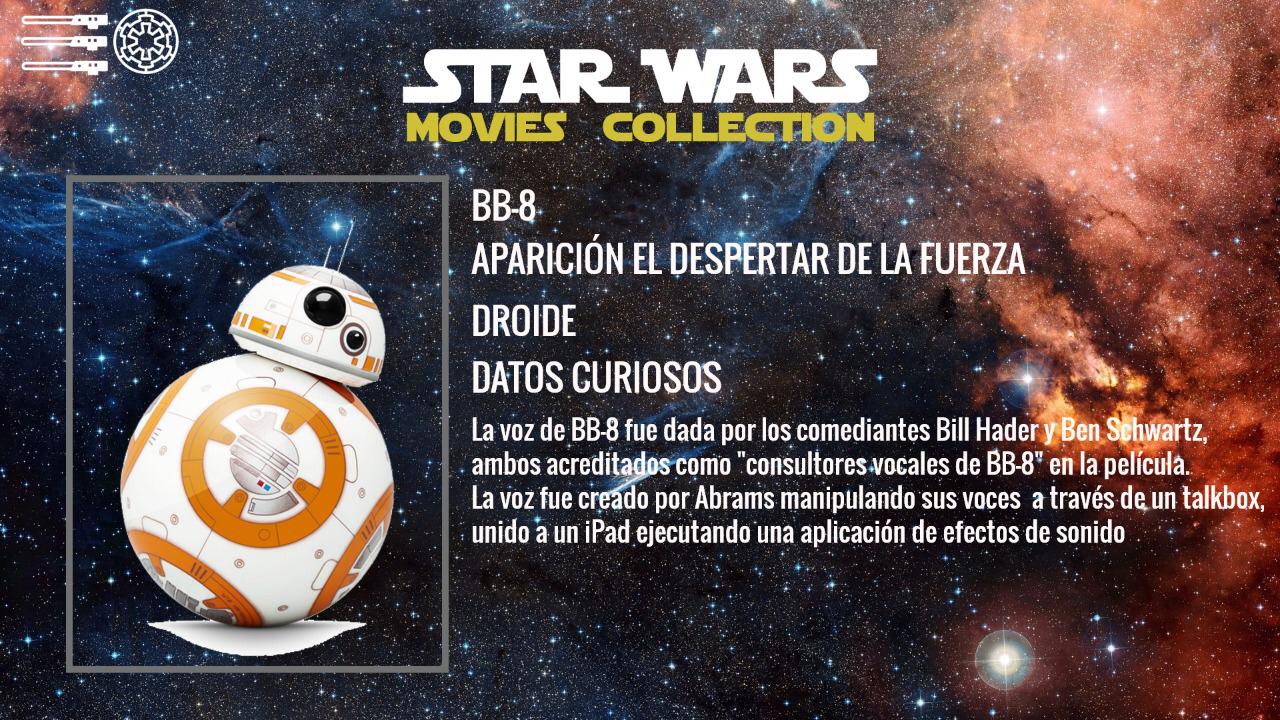 STAR WARS
MOVIES COLLECTION
BB-8
APARICIÓN EL DESPERTAR DE LA FUERZA
DROIDE
DATOS CURIOSOS
La voz de BB-8 fue dada por los comediantes Bill Hader y Ben Schwartz,
ambos acreditados como "consultores vocales de BB-8" en la película.
La voz fue creado por Abrams manipulando sus voces a través de un talkbox,
unido a un iPad ejecutando una aplicación de efectos de sonido